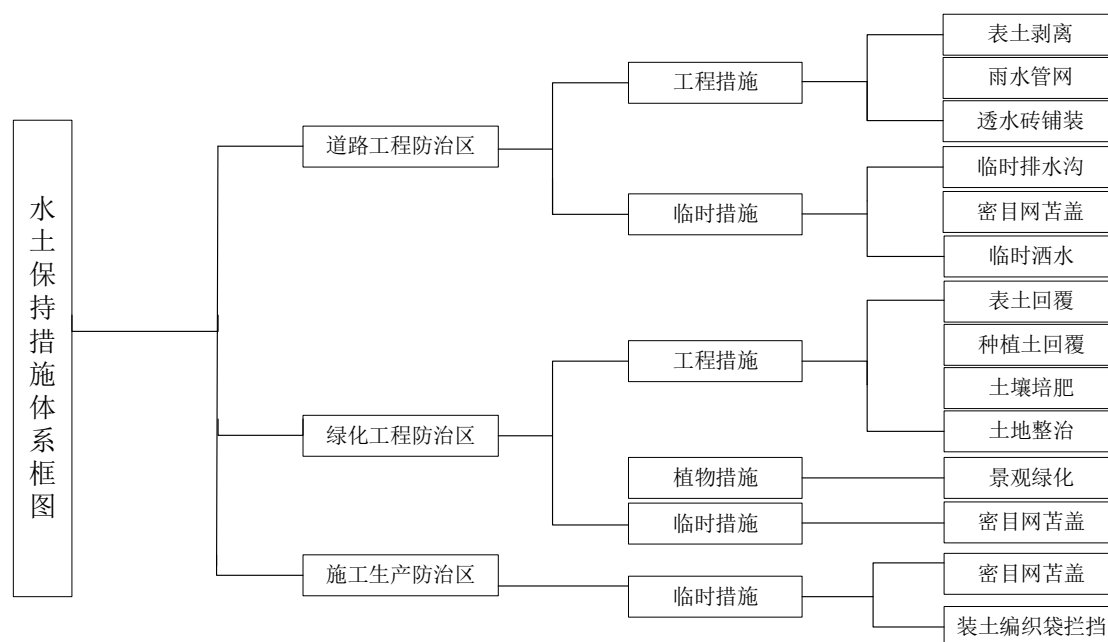 水土保持措施体系框图
道路工程防治区
工程措施
表土剥离
雨水管网
透水砖铺装
临时措施
临时排水沟
密目网苫盖
临时洒水
绿化工程防治区
工程措施
表土回覆
种植土回覆
土壤培肥
土地整治
植物措施
景观绿化
临时措施
密目网苫盖
施工生产防治区
临时措施
密目网苫盖
装土编织袋拦挡